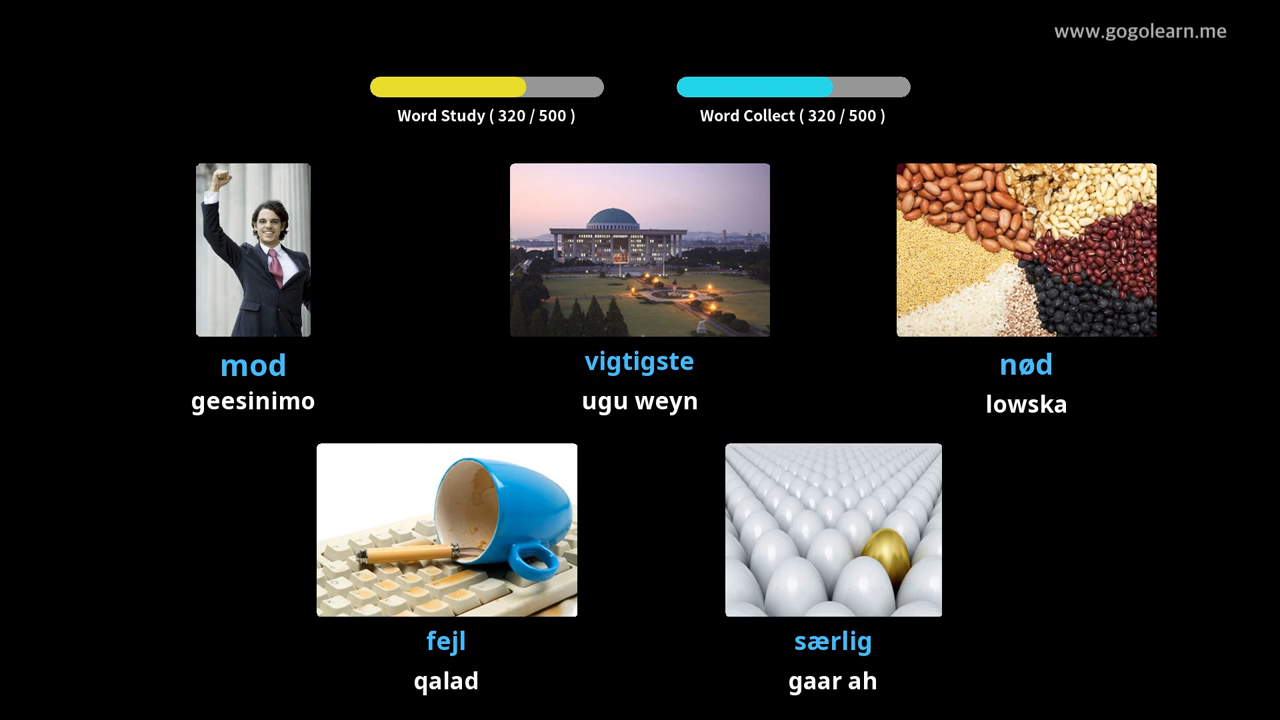 www.gogolearn.me
Word Study ( 320 / 500 )
Word Collect ( 320 / 500 )
mod
geesinimo
vigtigste
ugu weyn
nød
lowska
fejl
qalad
særlig
gaar ah